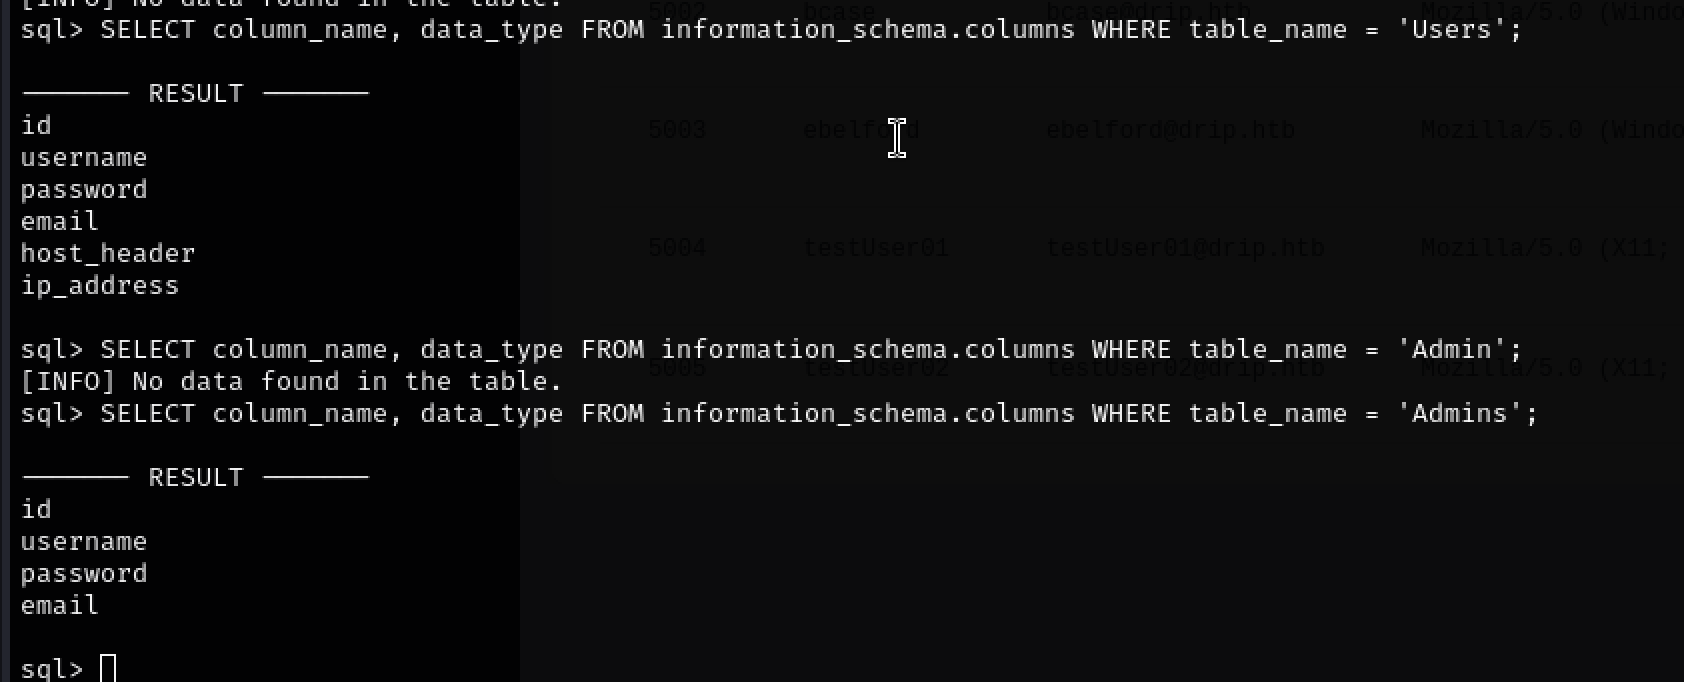 [INFO] No data found in the table.
5002 bcase bcase@drip.htb Mozilla/5.0 (Windo
sql> SELECT column_name, data_type FROM information_schema.columns WHERE table_name = 'Users';
─────── RESULT ───────
id
5003 ebelford ebelford@drip.htb Mozilla/5.0 (Windo
username
password
email
5004 testUser01 testUser01@drip.htb Mozilla/5.0 (X11;
host_header
ip_address
sql> SELECT column_name, data_type FROM information_schema.columns WHERE table_name = 'Admin';
5005 testUser02 testUser02@drip.htb Mozilla/5.0 (X11;
[INFO] No data found in the table.
sql> SELECT column_name, data_type FROM information_schema.columns WHERE table_name = 'Admins';
─────── RESULT ───────
id
username
password
email
sql>